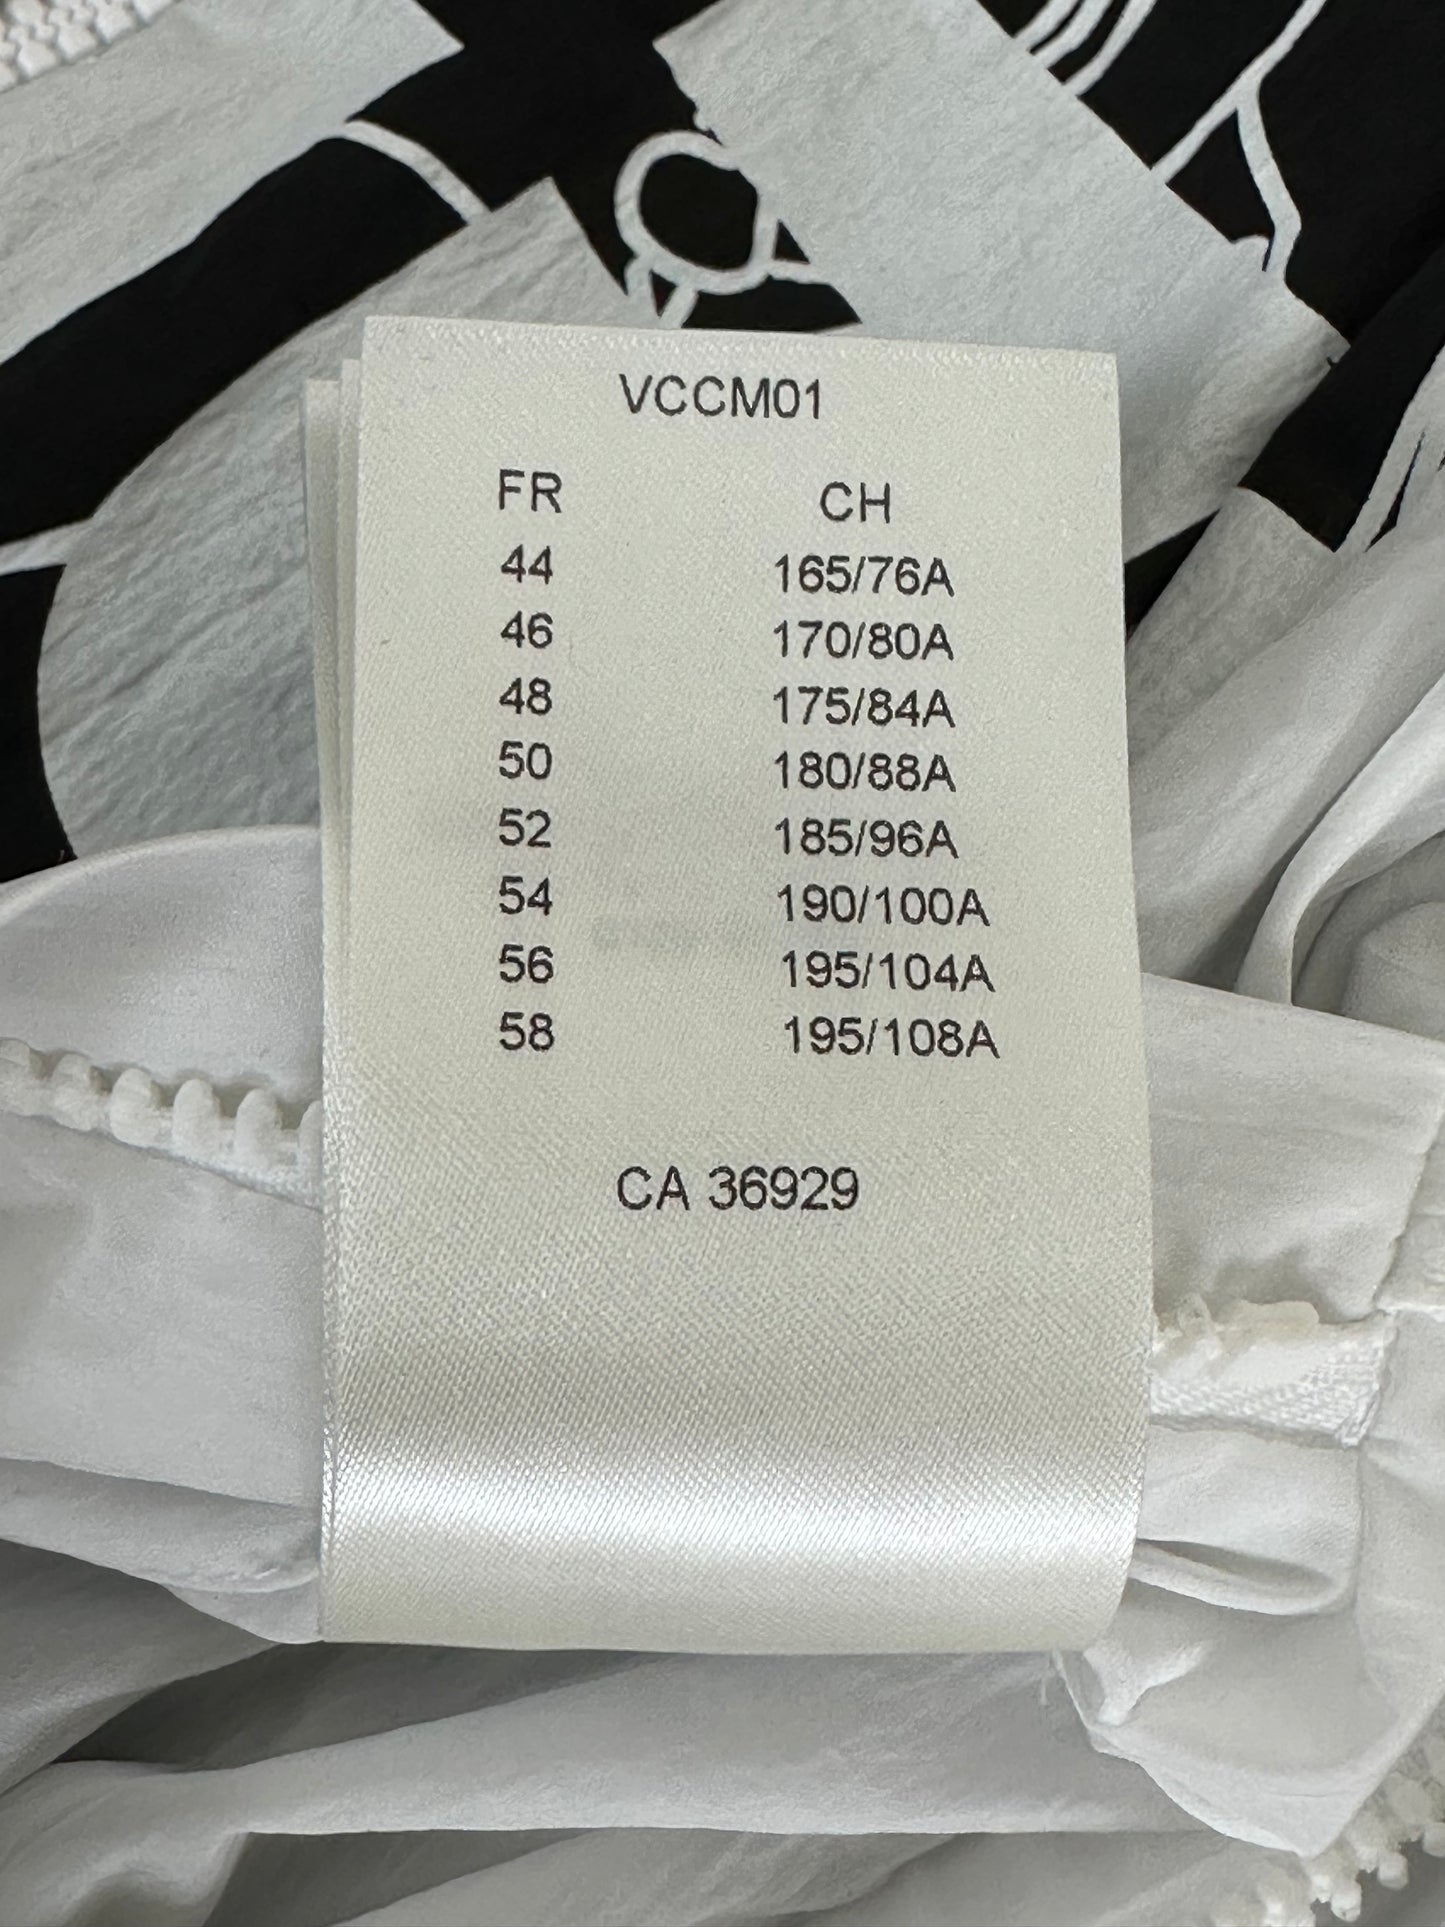 VCCM01
FR CH
44 165/76A
46 170/80A
48 175/84A
50 180/88A
52 185/96A
54 190/100A
56 195/104A
58 195/108A
CA 36929